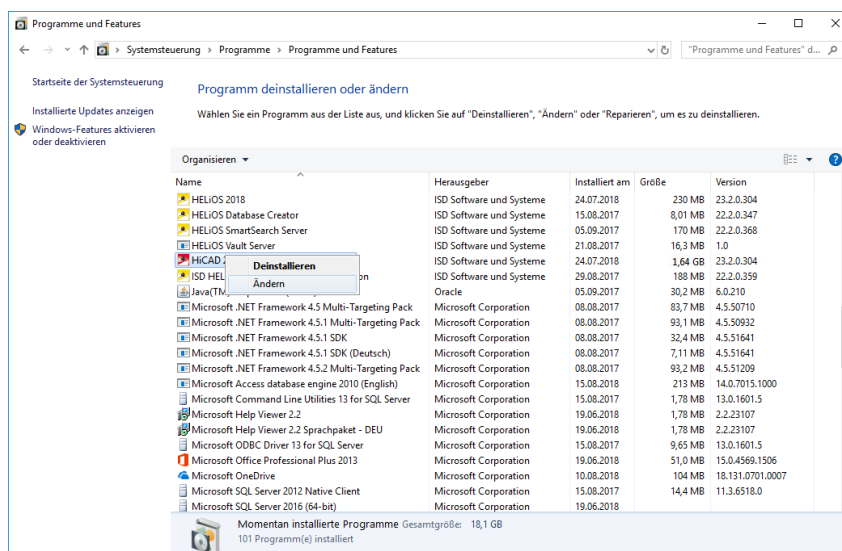 Programme und Features
Systemsteuerung > Programme > Programme und Features
"Programme und Features" d...
Startseite der Systemsteuerung
Installierte Updates anzeigen
Windows-Features aktivieren
oder deaktivieren
Programm deinstallieren oder ändern
Wählen Sie ein Programm aus der Liste aus, und klicken Sie auf "Deinstallieren", "Ändern" oder "Reparieren", um es zu deinstallieren.
Organisieren
Name Herausgeber Installiert am Größe Version
HELiOS 2018 ISD Software und Systeme 24.07.2018 230 MB 23.2.0.304
HELiOS Database Creator ISD Software und Systeme 15.08.2017 8,01 MB 22.2.0.347
HELiOS SmartSearch Server ISD Software und Systeme 05.09.2017 170 MB 22.2.0.368
HELiOS Vault Server ISD Software und Systeme 21.08.2017 16,3 MB 1.0
HiCAD ISD Software und Systeme 24.07.2018 1,64 GB 23.2.0.304
Deinstallieren
ISD HEL ISD Software und Systeme 29.08.2017 188 MB 22.2.0.359
Ändern
Java(TM) Oracle 05.09.2017 30,2 MB 6.0.210
Microsoft .NET Framework 4.5 Multi-Targeting Pack Microsoft Corporation 08.08.2017 83,7 MB 4.5.50710
Microsoft .NET Framework 4.5.1 Multi-Targeting Pack Microsoft Corporation 08.08.2017 93,1 MB 4.5.50932
Microsoft .NET Framework 4.5.1 SDK Microsoft Corporation 08.08.2017 32,4 MB 4.5.51641
Microsoft .NET Framework 4.5.1 SDK (Deutsch) Microsoft Corporation 08.08.2017 7,11 MB 4.5.51641
Microsoft .NET Framework 4.5.2 Multi-Targeting Pack Microsoft Corporation 08.08.2017 93,2 MB 4.5.51209
Microsoft Access database engine 2010 (English) Microsoft Corporation 15.08.2018 213 MB 14.0.7015.1000
Microsoft Command Line Utilities 13 for SQL Server Microsoft Corporation 15.08.2017 1,78 MB 13.0.1601.5
Microsoft Help Viewer 2.2 Microsoft Corporation 19.06.2018 1,78 MB 2.2.23107
Microsoft Help Viewer 2.2 Sprachpaket - DEU Microsoft Corporation 19.06.2018 1,78 MB 2.2.23107
Microsoft ODBC Driver 13 for SQL Server Microsoft Corporation 15.08.2017 9,65 MB 13.0.1601.5
Microsoft Office Professional Plus 2013 Microsoft Corporation 19.06.2018 51,0 MB 15.0.4569.1506
Microsoft OneDrive Microsoft Corporation 10.08.2018 104 MB 18.131.0701.0007
Microsoft SQL Server 2012 Native Client Microsoft Corporation 15.08.2017 14,4 MB 11.3.6518.0
Microsoft SQL Server 2016 (64-bit) Microsoft Corporation 19.06.2018
Momentan installierte Programme Gesamtgröße: 18,1 GB
101 Programm(e) installiert